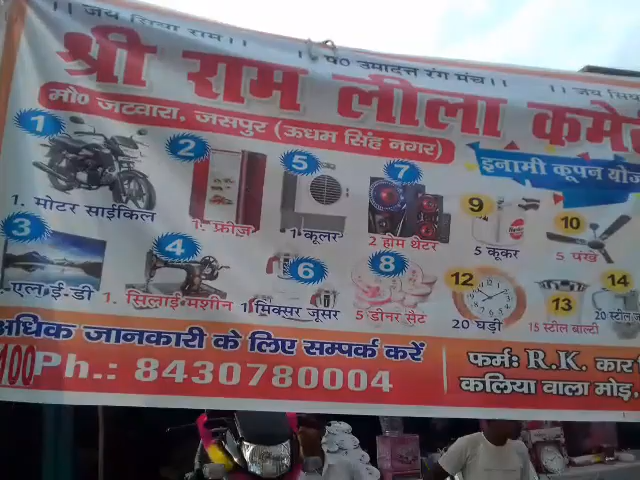 ।। जय सिया राम।।
।। प० उमादत्त रंग मंच।।
।। जय सिय
श्री राम लीला कमे
मौ० जटवारा, जसपुर (ऊधम सिंह नगर)
इनामी कूपन योज
1
1. मोटर साईकिल
2
1. फ्रीज
5
1 कूलर
7
2 होम थेटर
9
5 कूकर
10
5 पंखे
3
एल.ई.डी
4
1. सिलाई मशीन
6
1 मिक्सर जूसर
8
5 डीनर सैट
12
20 घड़ी
13
15 स्टील बाल्टी
14
20 स्टील ज
अधिक जानकारी के लिए सम्पर्क करें
100
Ph.: 8430780004
फर्म: R.K. कार
कलिया वाला मोड़,